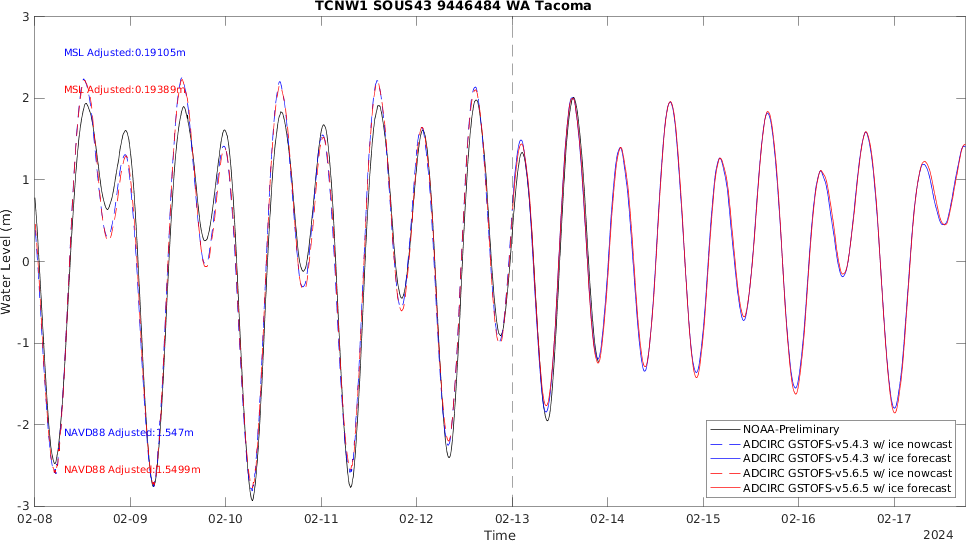 TCNW1 SOUS43 9446484 WA Tacoma
3
2
1
0
-1
-2
-3
Water Level (m)
MSL Adjusted:0.19105m
MSL Adjusted:0.19389m
NAVD88 Adjusted:1.547m
NAVD88 Adjusted:1.5499m
NOAA-Preliminary
ADCIRC GSTOFS-v5.4.3 w/ ice nowcast
ADCIRC GSTOFS-v5.4.3 w/ ice forecast
ADCIRC GSTOFS-v5.6.5 w/ ice nowcast
ADCIRC GSTOFS-v5.6.5 w/ ice forecast
02-08 02-09 02-10 02-11 02-12 02-13 02-14 02-15 02-16 02-17
Time
2024